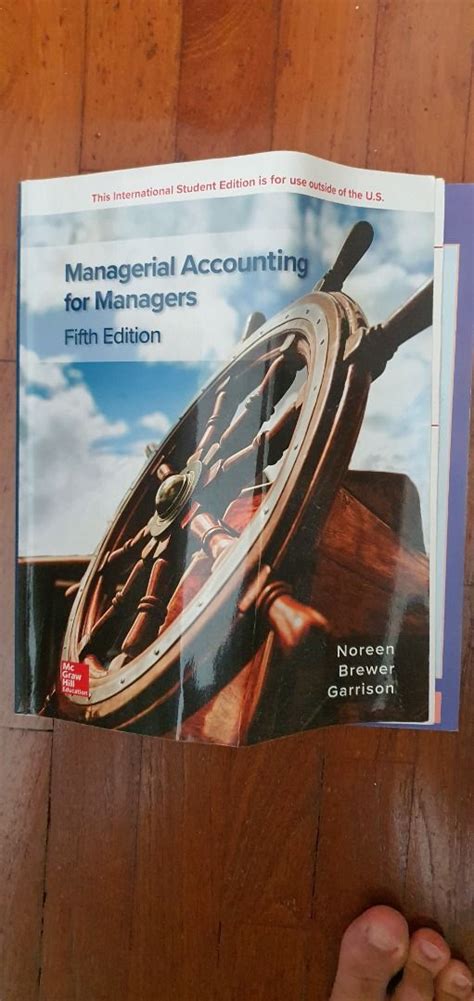 This International Student Edition is for use outside of the U.S.
Managerial Accounting
for Managers
Fifth Edition
Noreen
Brewer
Garrison
Mc
Graw
Hill
Education